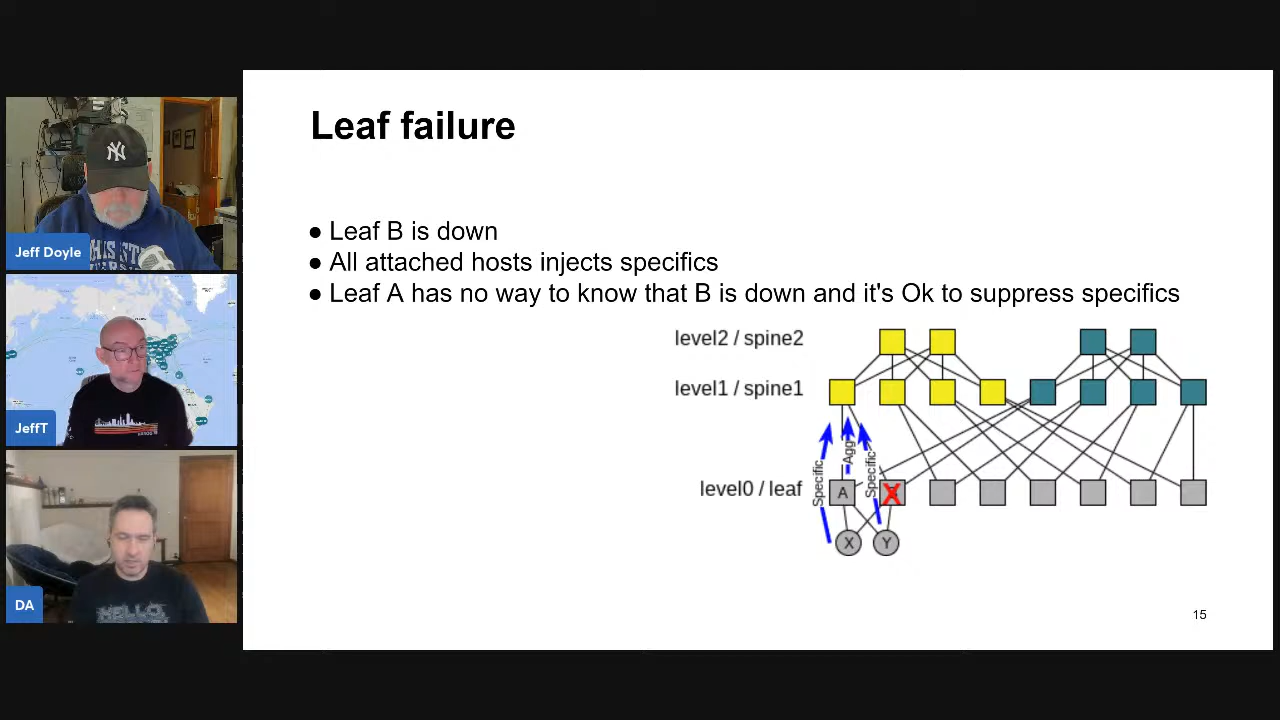 Leaf failure
● Leaf B is down
● All attached hosts injects specifics
● Leaf A has no way to know that B is down and it's Ok to suppress specifics
level2 / spine2
level1 / spine1
level0 / leaf
Specific
Agg
Specific
A
X
X
Y
15
NY
Jeff Doyle
JeffT
HELLO,
DA